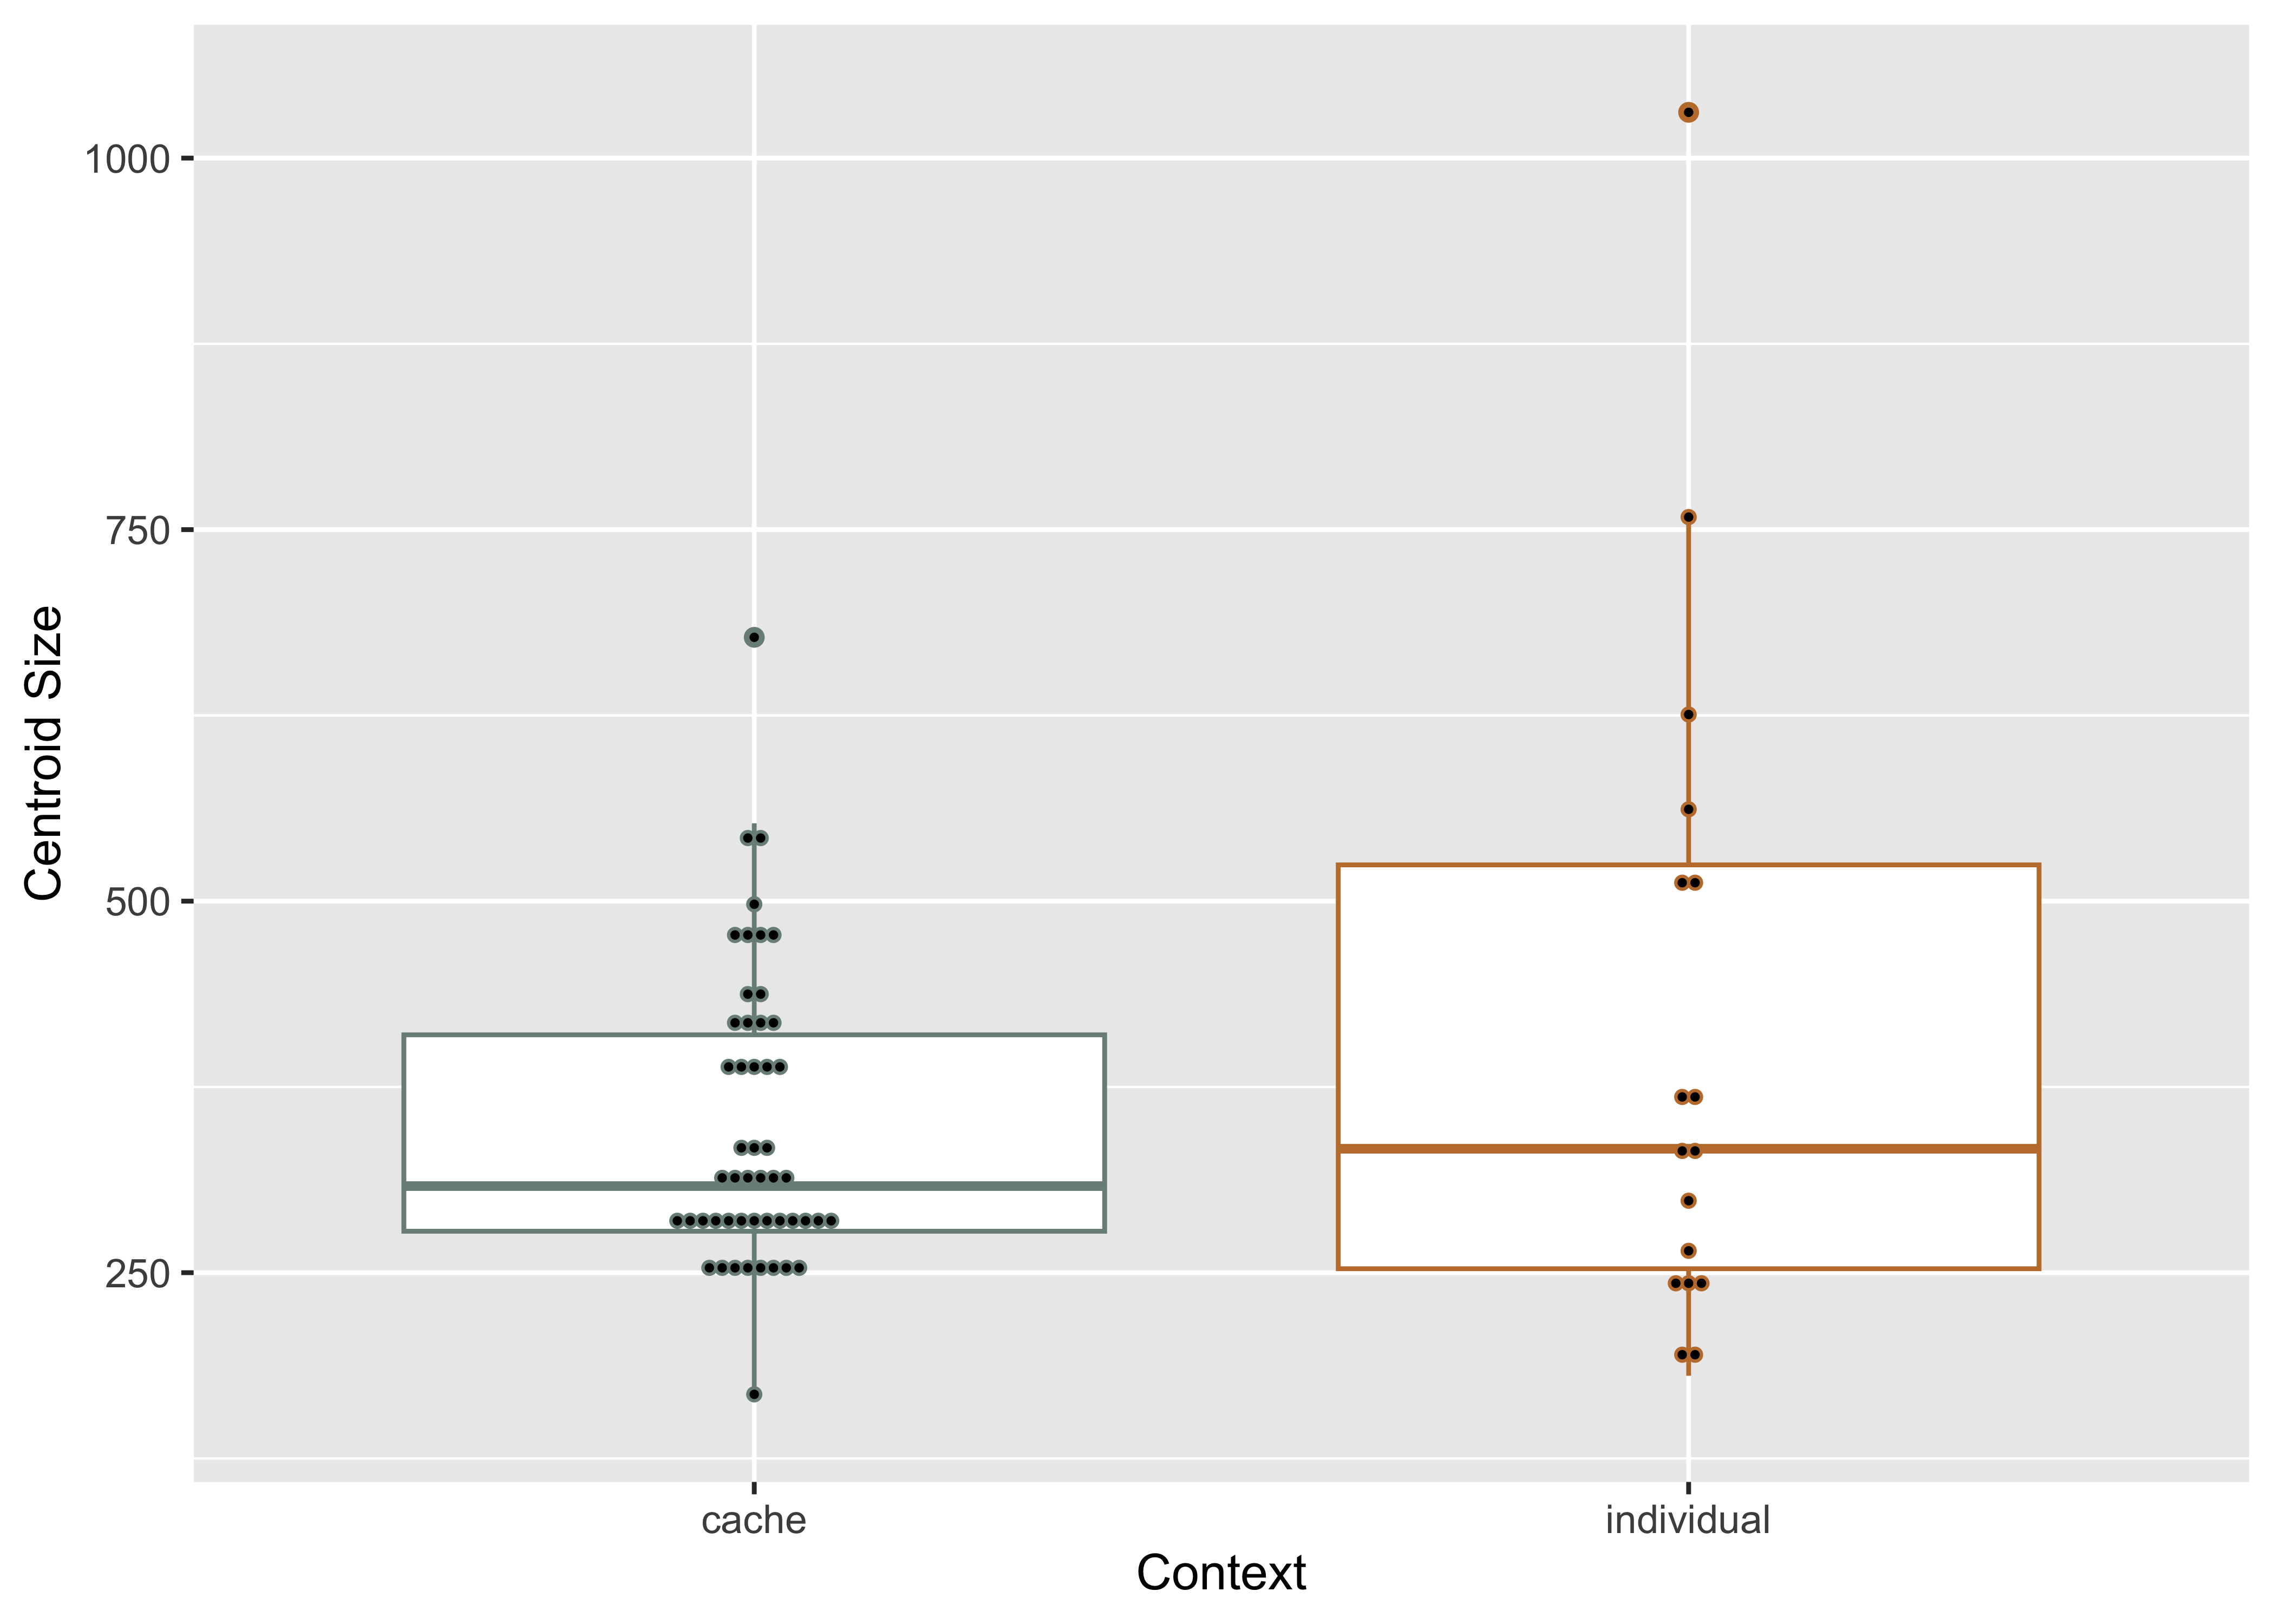 Centroid Size
1000
750
500
250
cache individual
Context